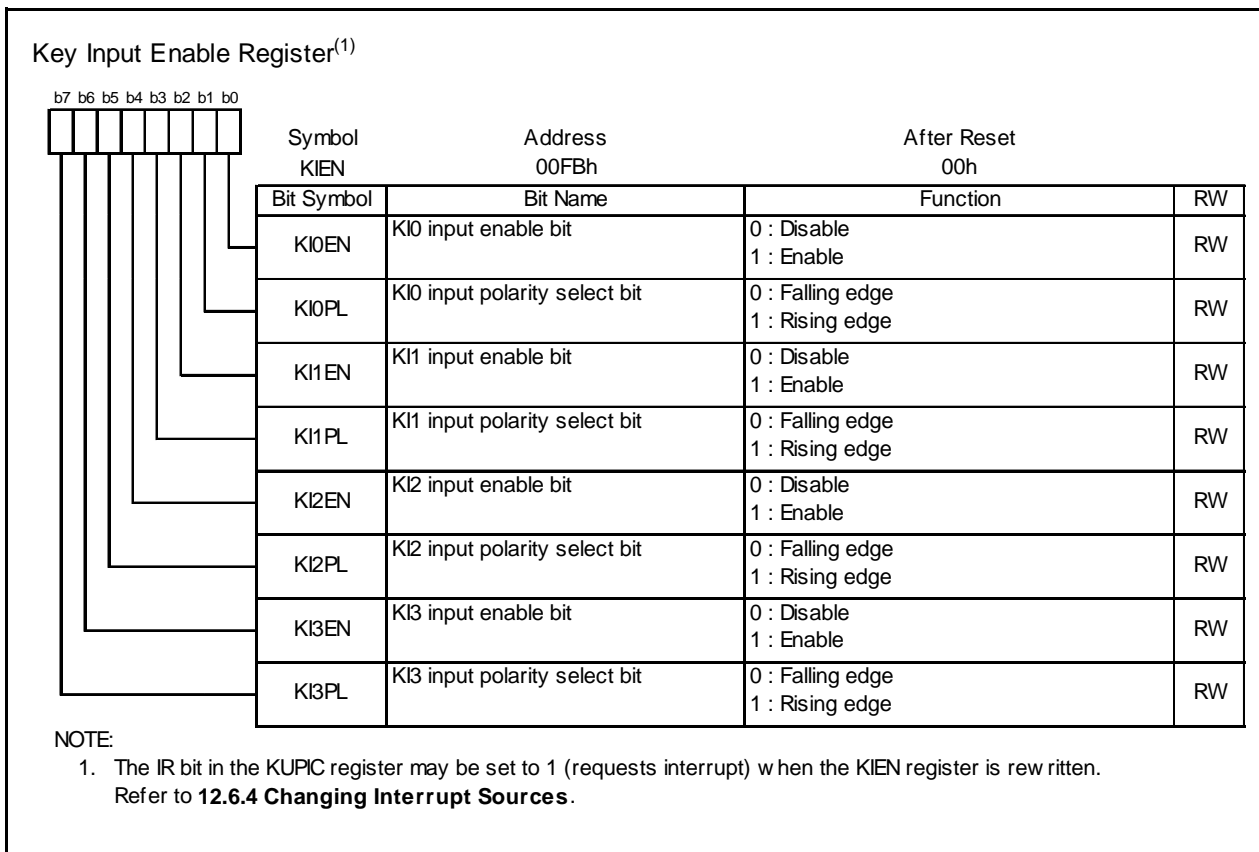 Key Input Enable Register(1)
b7 b6 b5 b4 b3 b2 b1 b0
Symbol Address After Reset
KIEN 00FBh 00h
Bit Symbol Bit Name Function RW
KI0EN KI0 input enable bit 0 : Disable
1 : Enable RW
KI0PL KI0 input polarity select bit 0 : Falling edge
1 : Rising edge RW
KI1EN KI1 input enable bit 0 : Disable
1 : Enable RW
KI1PL KI1 input polarity select bit 0 : Falling edge
1 : Rising edge RW
KI2EN KI2 input enable bit 0 : Disable
1 : Enable RW
KI2PL KI2 input polarity select bit 0 : Falling edge
1 : Rising edge RW
KI3EN KI3 input enable bit 0 : Disable
1 : Enable RW
KI3PL KI3 input polarity select bit 0 : Falling edge
1 : Rising edge RW
NOTE:
1. The IR bit in the KUPIC register may be set to 1 (requests interrupt) when the KIEN register is rewritten.
Refer to 12.6.4 Changing Interrupt Sources.